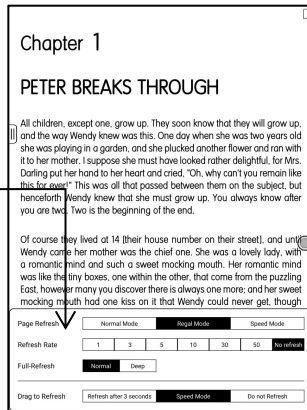 Chapter 1
PETER BREAKS THROUGH
All children, except one, grow up. They soon know that they will grow up,
and the way Wendy knew was this. One day when she was two years old
she was playing in a garden, and she plucked another flower and ran with
it to her mother. I suppose she must have looked rather delightful, for Mrs.
Darling put her hand to her heart and cried, "Oh, why can't you remain like
this for ever!" This was all that passed between them on the subject, but
henceforth Wendy knew that she must grow up. You always know after
you are two. Two is the beginning of the end.
Of course they lived at 14 [their house number on their street], and until
Wendy came her mother was the chief one. She was a lovely lady, with
a romantic mind and such a sweet mocking mouth. Her romantic mind
was like the tiny boxes, one within the other, that come from the puzzling
East, however many you discover there is always one more; and her sweet
mocking mouth had one kiss on it that Wendy could never get, though
Page Refresh Normal Mode Regal Mode Speed Mode
Refresh Rate 1 3 5 10 30 50 No refresh
Full-Refresh Normal Deep
Drag to Refresh Refresh after 3 seconds Speed Mode Do not Refresh